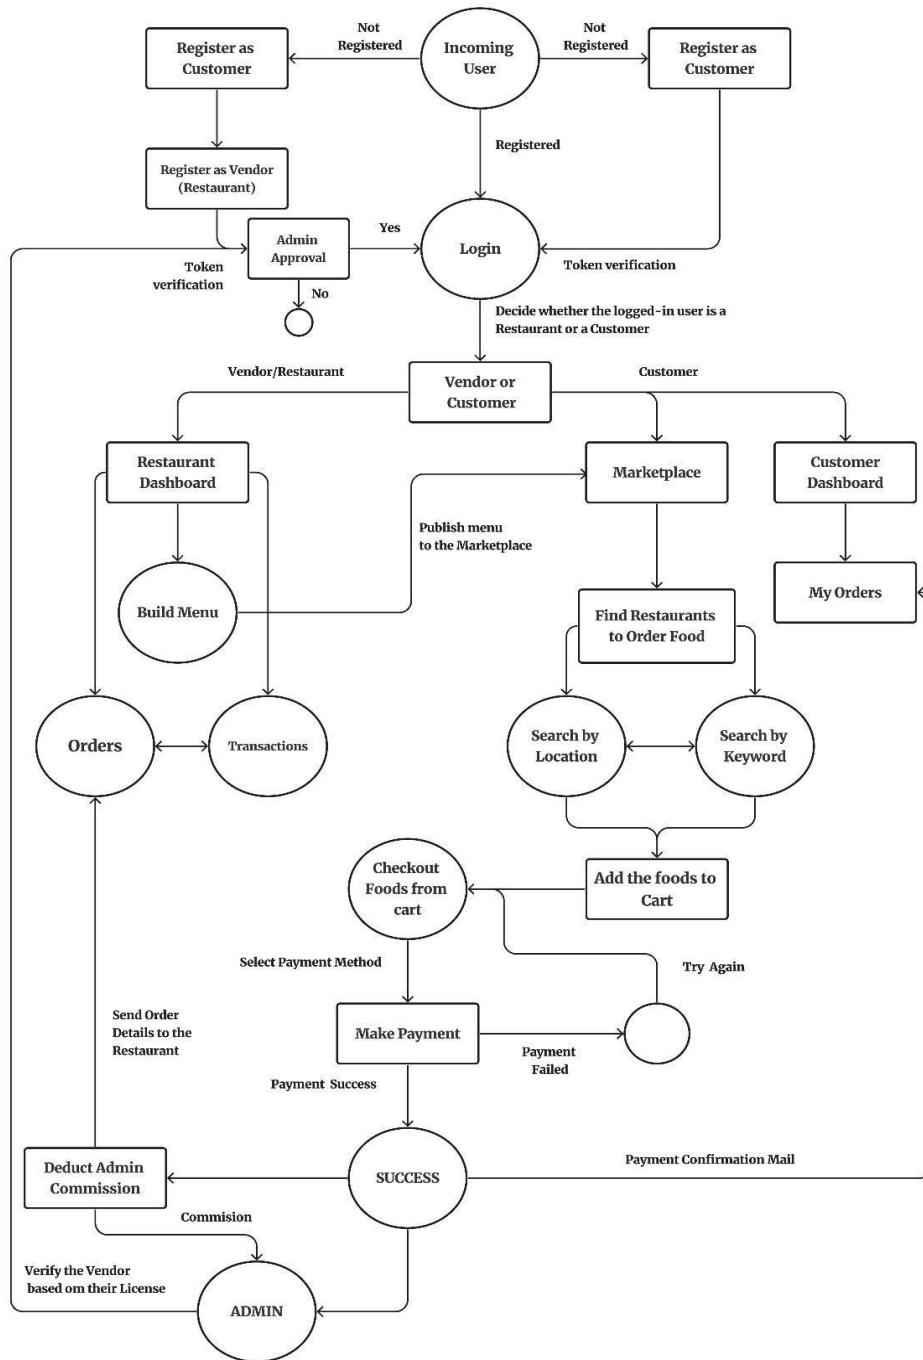 Not
Registered
Not
Registered
Register as
Customer
Incoming
User
Register as
Customer
Registered
Register as Vendor
(Restaurant)
Admin
Approval
Yes
Login
Token
verification
Token verification
No
Decide whether the logged-in user is a
Restaurant or a Customer
Vendor/Restaurant
Vendor or
Customer
Customer
Restaurant
Dashboard
Marketplace
Customer
Dashboard
Publish menu
to the Marketplace
Build Menu
Find Restaurants
to Order Food
My Orders
Orders
Transactions
Search by
Location
Search by
Keyword
Checkout
Foods from
cart
Add the foods to
Cart
Select Payment Method
Try Again
Send Order
Details to the
Restaurant
Make Payment
Payment
Failed
Payment Success
Deduct Admin
Commission
SUCCESS
Payment Confirmation Mail
Commision
Verify the Vendor
based om their License
ADMIN